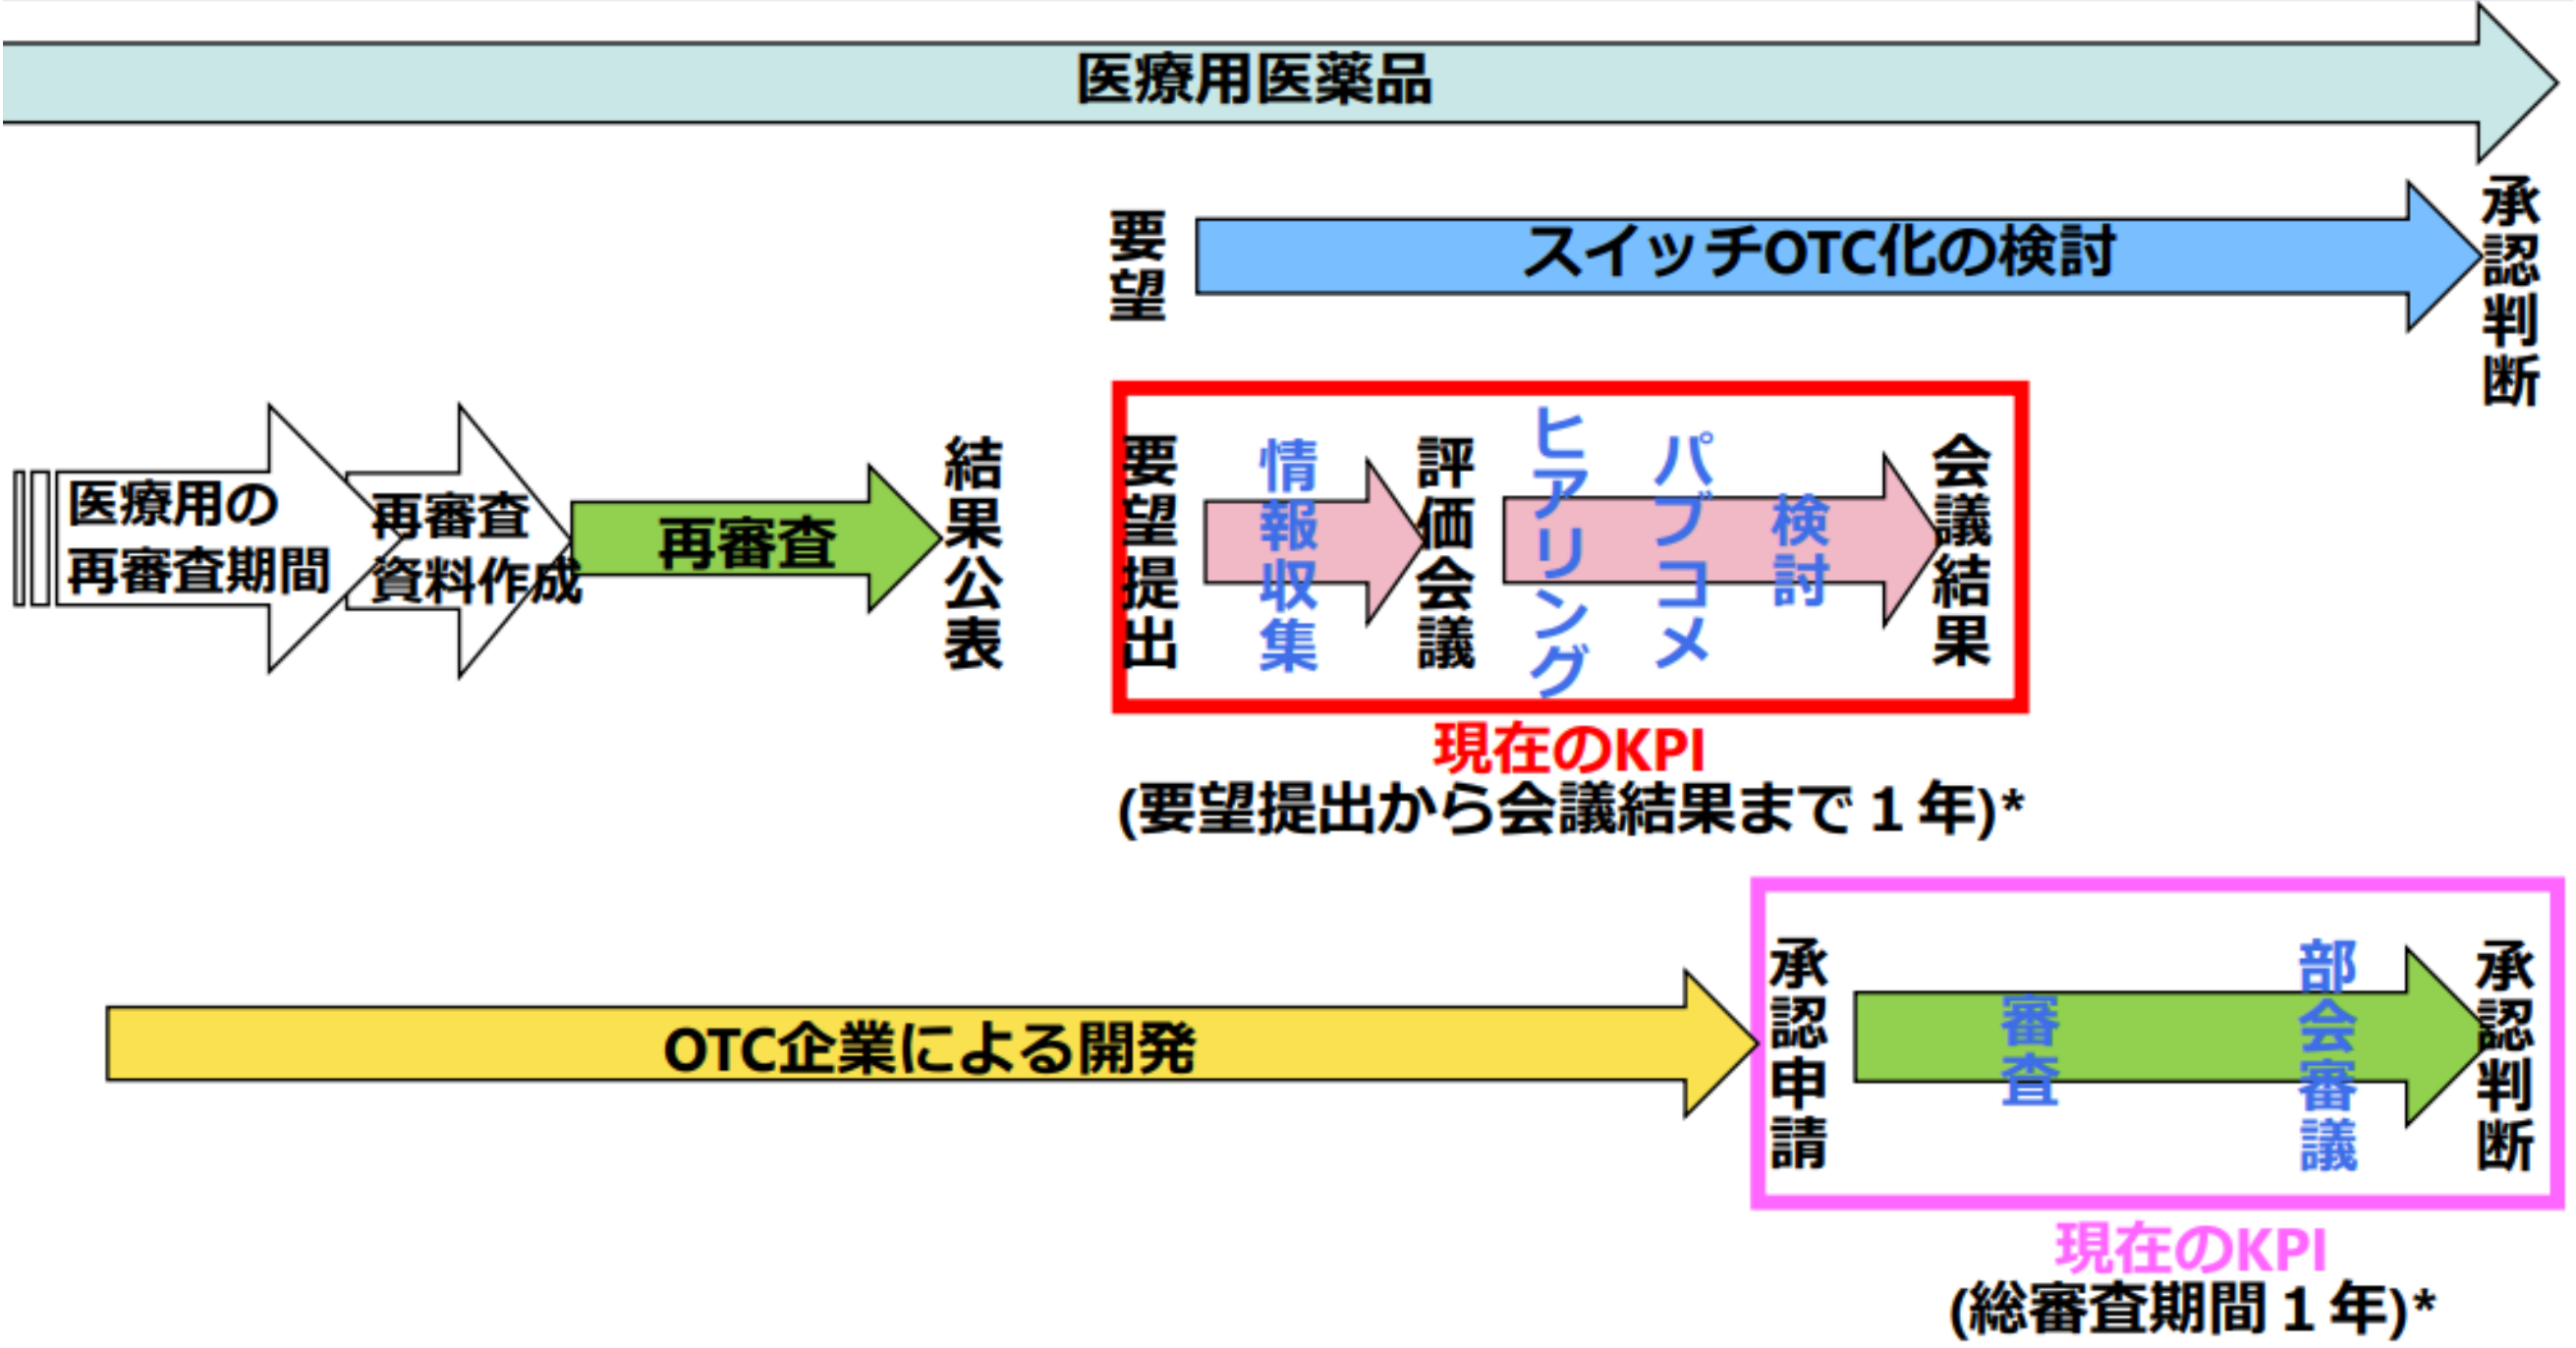 医療用医薬品
要望
スイッチOTC化の検討
承認判断
医療用の
再審査期間
再審査
資料作成
再審査
結果公表
要望提出
情報収集
評価会議
ヒアリング
パブコメ
検討
会議結果
現在のKPI
(要望提出から会議結果まで１年)*
OTC企業による開発
承認申請
審査
部会審議
承認判断
現在のKPI
(総審査期間１年)*